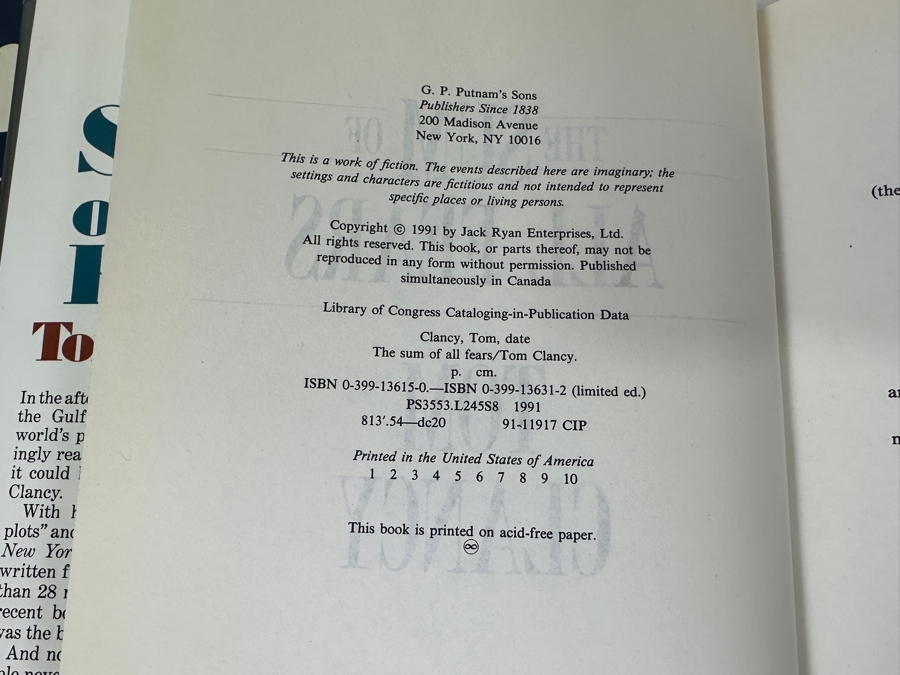 G. P. Putnam's Sons
Publishers Since 1838
200 Madison Avenue
New York, NY 10016
This is a work of fiction. The events described here are imaginary; the
settings and characters are fictitious and not intended to represent
specific places or living persons.
Copyright © 1991 by Jack Ryan Enterprises, Ltd.
All rights reserved. This book, or parts thereof, may not be
reproduced in any form without permission. Published
simultaneously in Canada
Library of Congress Cataloging-in-Publication Data
Clancy, Tom, date
The sum of all fears/Tom Clancy.
p. cm.
ISBN 0-399-13615-0.—ISBN 0-399-13631-2 (limited ed.)
PS3553.L245S8 1991
813'.54—dc20 91-11917 CIP
Printed in the United States of America
1 2 3 4 5 6 7 8 9 10
This book is printed on acid-free paper.
To
In the
the Gulf
world's
it could
Clancy.
With
plots" and
New
written
than 28
was the
And
(the